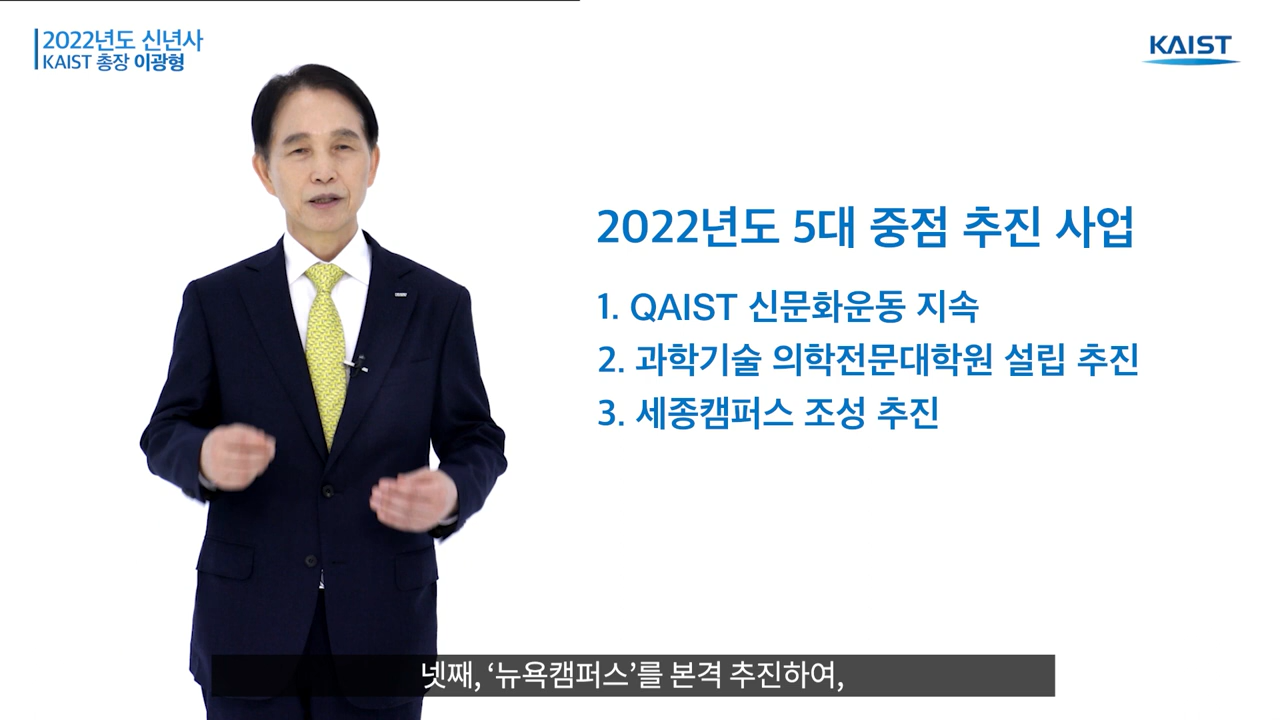 2022년도 신년사
KAIST 총장 이광형
KAIST
2022년도 5대 중점 추진 사업
1. QAIST 신문화운동 지속
2. 과학기술 의학전문대학원 설립 추진
3. 세종캠퍼스 조성 추진
넷째, ‘뉴욕캠퍼스’를 본격 추진하여,